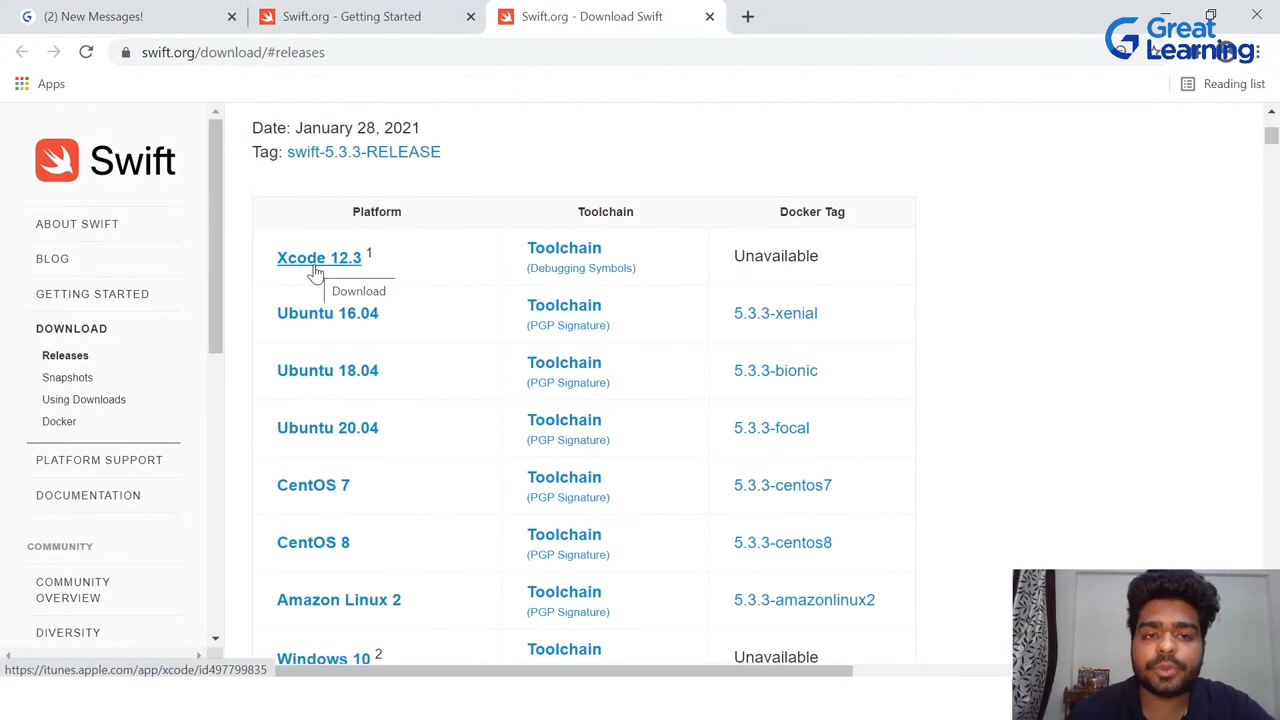 (2) New Messages!
Swift.org - Getting Started
Swift.org - Download Swift
swift.org/download/#releases
Great
Learning
Apps
Reading list
Swift
ABOUT SWIFT
BLOG
GETTING STARTED
DOWNLOAD
Releases
Snapshots
Using Downloads
Docker
PLATFORM SUPPORT
DOCUMENTATION
COMMUNITY
COMMUNITY
OVERVIEW
DIVERSITY
Date: January 28, 2021
Tag: swift-5.3.3-RELEASE
Platform Toolchain Docker Tag
Xcode 12.3 1 Toolchain Unavailable
(Debugging Symbols)
Download
Ubuntu 16.04 Toolchain 5.3.3-xenial
(PGP Signature)
Ubuntu 18.04 Toolchain 5.3.3-bionic
(PGP Signature)
Ubuntu 20.04 Toolchain 5.3.3-focal
(PGP Signature)
CentOS 7 Toolchain 5.3.3-centos7
(PGP Signature)
CentOS 8 Toolchain 5.3.3-centos8
(PGP Signature)
Amazon Linux 2 Toolchain 5.3.3-amazonlinux2
(PGP Signature)
Windows 10 2 Toolchain Unavailable
https://itunes.apple.com/app/xcode/id497799835